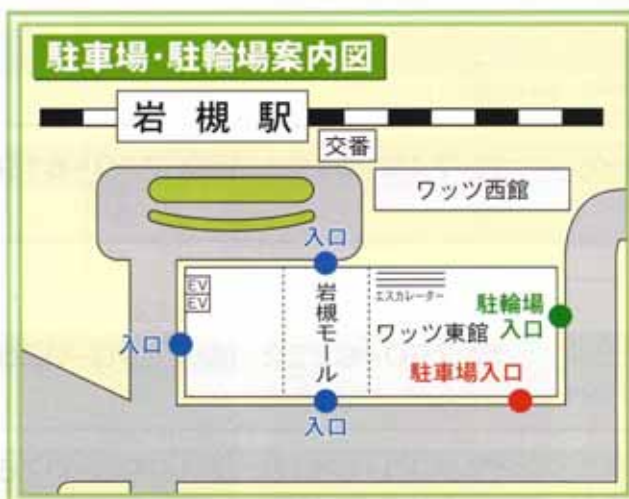 駐車場・駐輪場案内図
岩槻駅
交番
ワッツ西館
入口
EV
EV
岩槻モール
エスカレーター
駐輪場
入口
ワッツ東館
入口
駐車場入口
入口